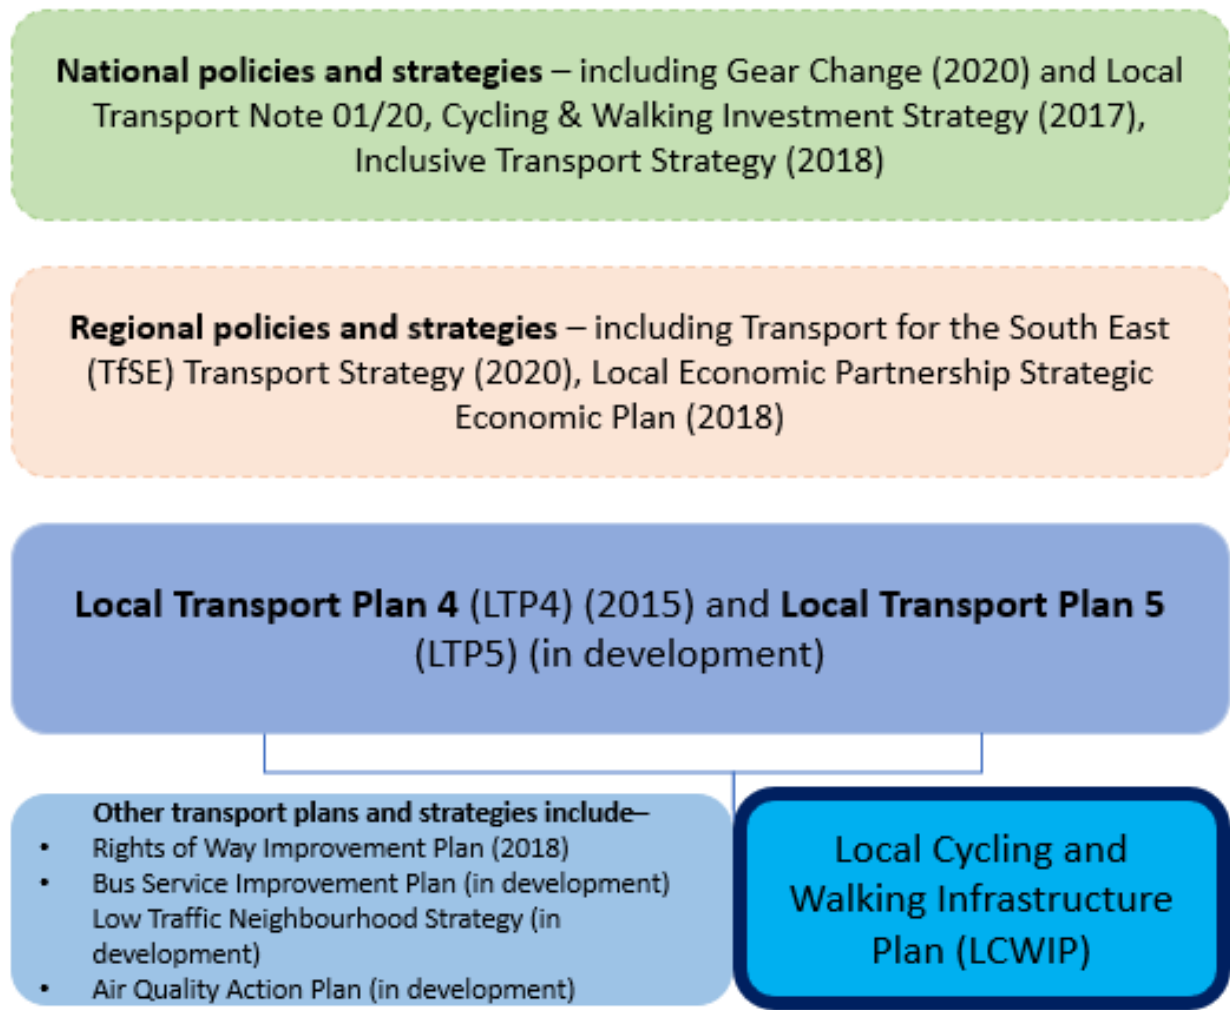 National policies and strategies – including Gear Change (2020) and Local
Transport Note 01/20, Cycling & Walking Investment Strategy (2017),
Inclusive Transport Strategy (2018)
Regional policies and strategies – including Transport for the South East
(TfSE) Transport Strategy (2020), Local Economic Partnership Strategic
Economic Plan (2018)
Local Transport Plan 4 (LTP4) (2015) and Local Transport Plan 5
(LTP5) (in development)
Other transport plans and strategies include–
• Rights of Way Improvement Plan (2018)
• Bus Service Improvement Plan (in development)
Low Traffic Neighbourhood Strategy (in
development)
• Air Quality Action Plan (in development)
Local Cycling and
Walking Infrastructure
Plan (LCWIP)